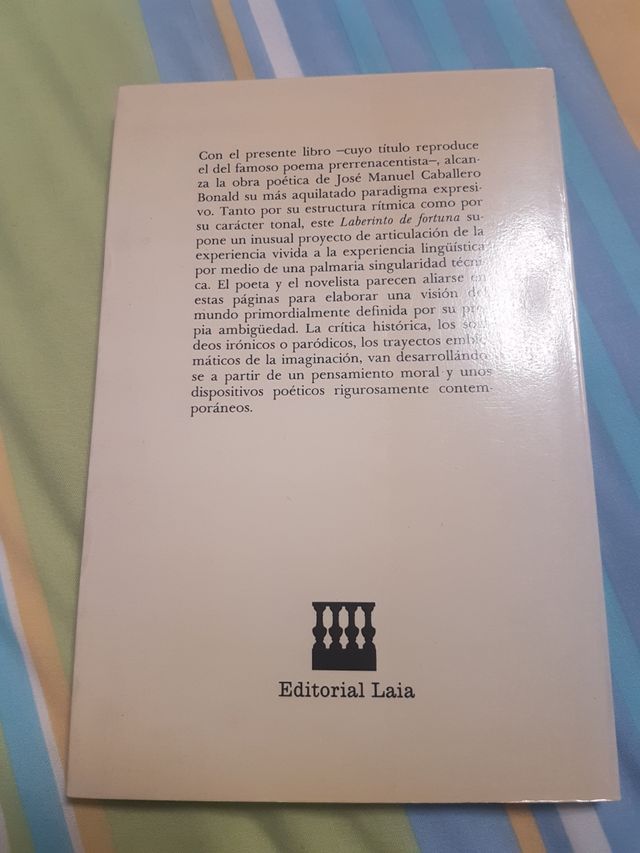 Con el presente libro —cuyo título reproduce
el del famoso poema prerrenacentista—, alcan-
za la obra poética de José Manuel Caballero
Bonald su más aquilatado paradigma expresi-
vo. Tanto por su estructura rítmica como por
su carácter tonal, este Laberinto de fortuna su-
pone un inusual proyecto de articulación de la
experiencia vivida a la experiencia lingüística
por medio de una palmaria singularidad técni-
ca. El poeta y el novelista parecen aliarse en
estas páginas para elaborar una visión del
mundo primordialmente definida por su pro-
pia ambigüedad. La crítica histórica, los son-
deos irónicos o paródicos, los trayectos emble-
máticos de la imaginación, van desarrollándo-
se a partir de un pensamiento moral y unos
dispositivos poéticos rigurosamente contem-
poráneos.
Editorial Laia